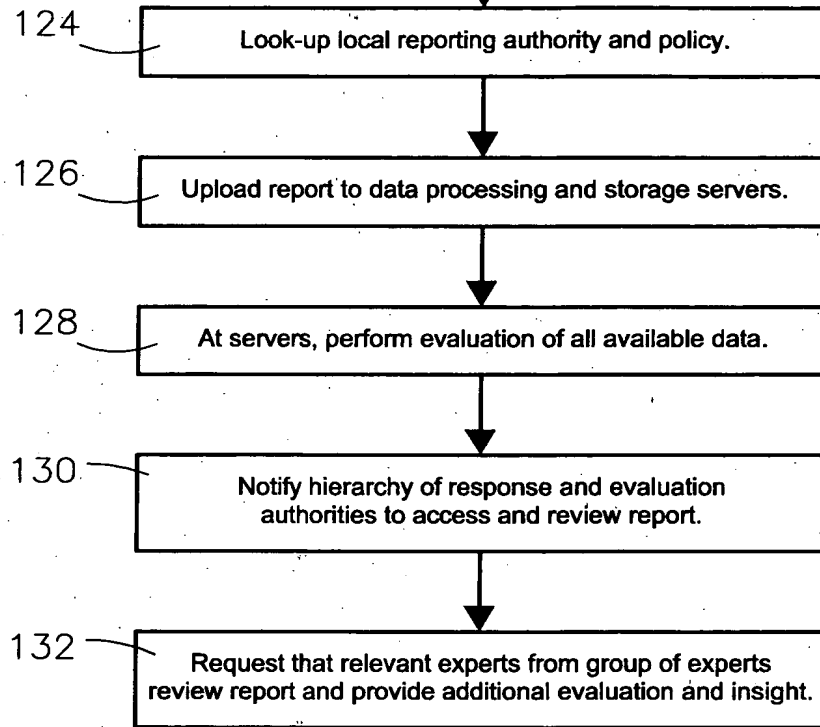 124
Look-up local reporting authority and policy.
126
Upload report to data processing and storage servers.
128
At servers, perform evaluation of all available data.
130
Notify hierarchy of response and evaluation
authorities to access and review report.
132
Request that relevant experts from group of experts
review report and provide additional evaluation and insight.